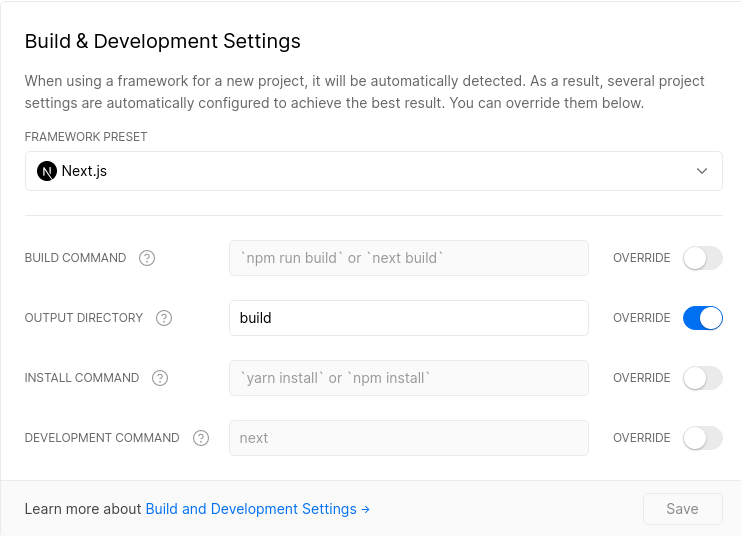 Build & Development Settings
When using a framework for a new project, it will be automatically detected. As a result, several project
settings are automatically configured to achieve the best result. You can override them below.
FRAMEWORK PRESET
N Next.js
BUILD COMMAND ? `npm run build` or `next build` OVERRIDE
OUTPUT DIRECTORY ? build OVERRIDE
INSTALL COMMAND ? `yarn install` or `npm install` OVERRIDE
DEVELOPMENT COMMAND ? next OVERRIDE
Learn more about Build and Development Settings → Save